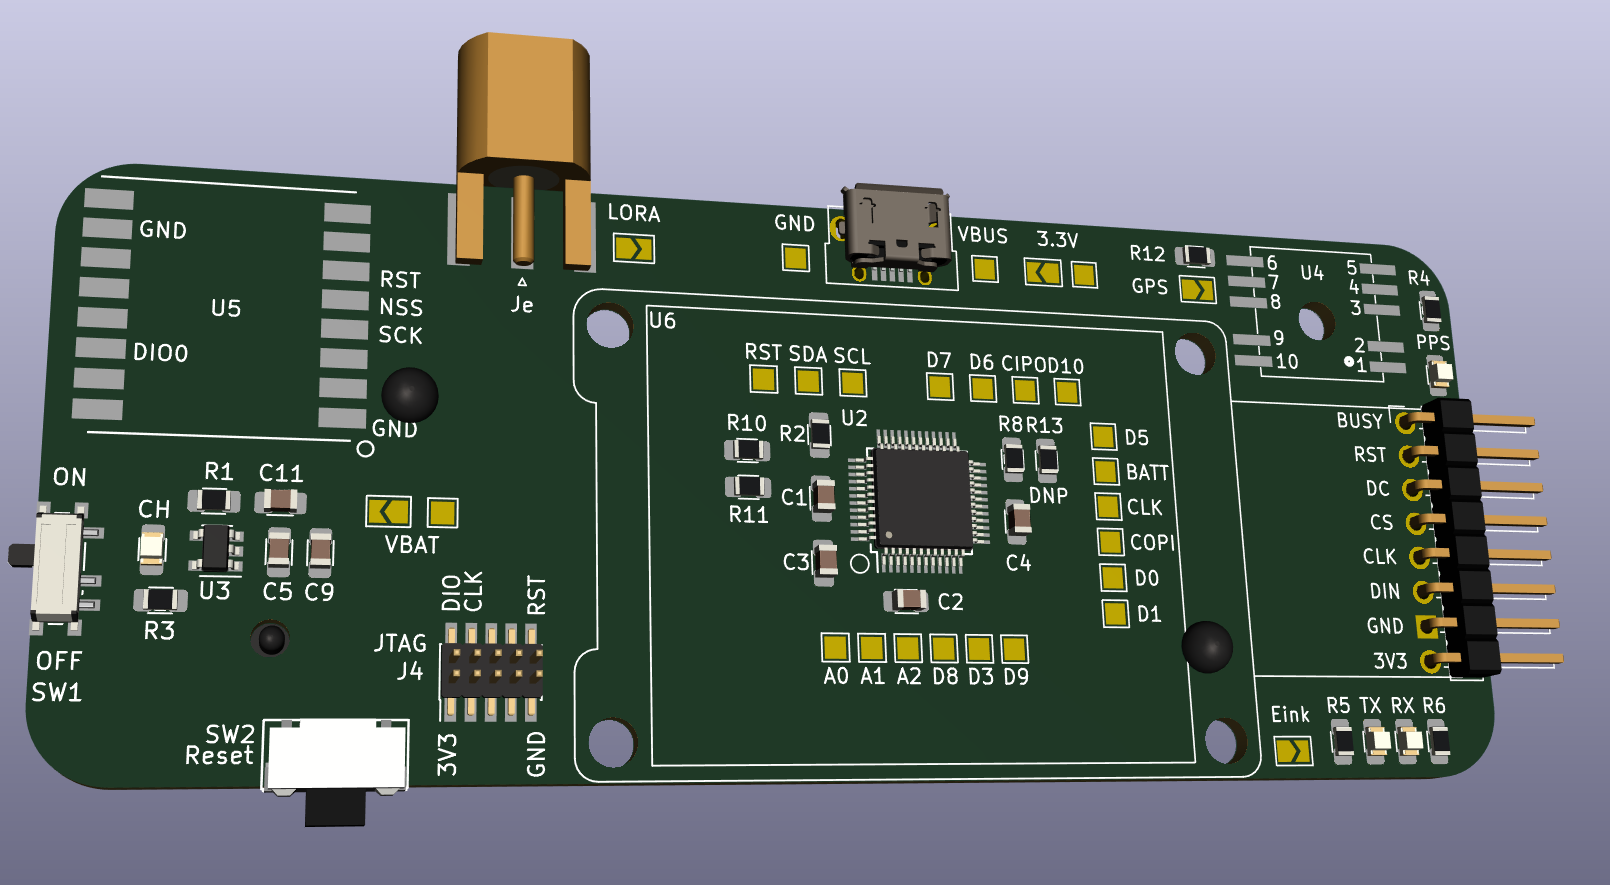 GND
U5
DIO0
RST
NSS
SCK
GND
Je
LORA
GND
VBUS
3.3V
R12
GPS
6
7
8
9
10
U4
5
4
3
2
1
R4
PPS
U6
RST SDA SCL
D7 D6 CIPO D10
R10
R2
U2
R8 R13
D5
BATT
CLK
COPI
D0
D1
R11
C1
DNP
C3
C4
C2
A0 A1 A2 D8 D3 D9
BUSY
RST
DC
CS
CLK
DIN
GND
3V3
Eink
R5 TX RX R6
ON
CH
R1
C11
VBAT
U3
C5
C9
R3
OFF
SW1
SW2
Reset
DIO
CLK
RST
JTAG
J4
3V3
GND